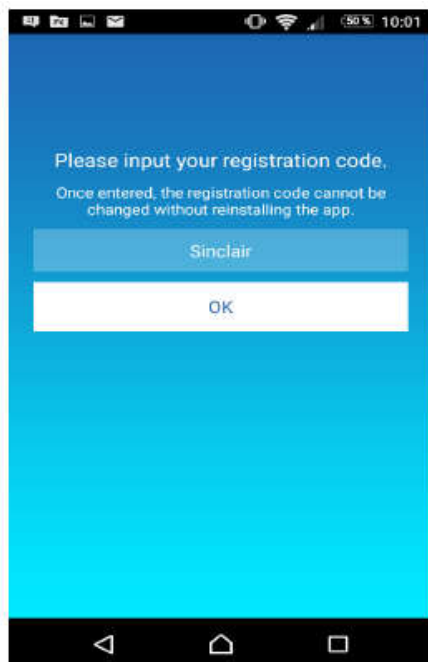 50% 10:01
Please input your registration code.
Once entered, the registration code cannot be
changed without reinstalling the app.
Sinclair
OK